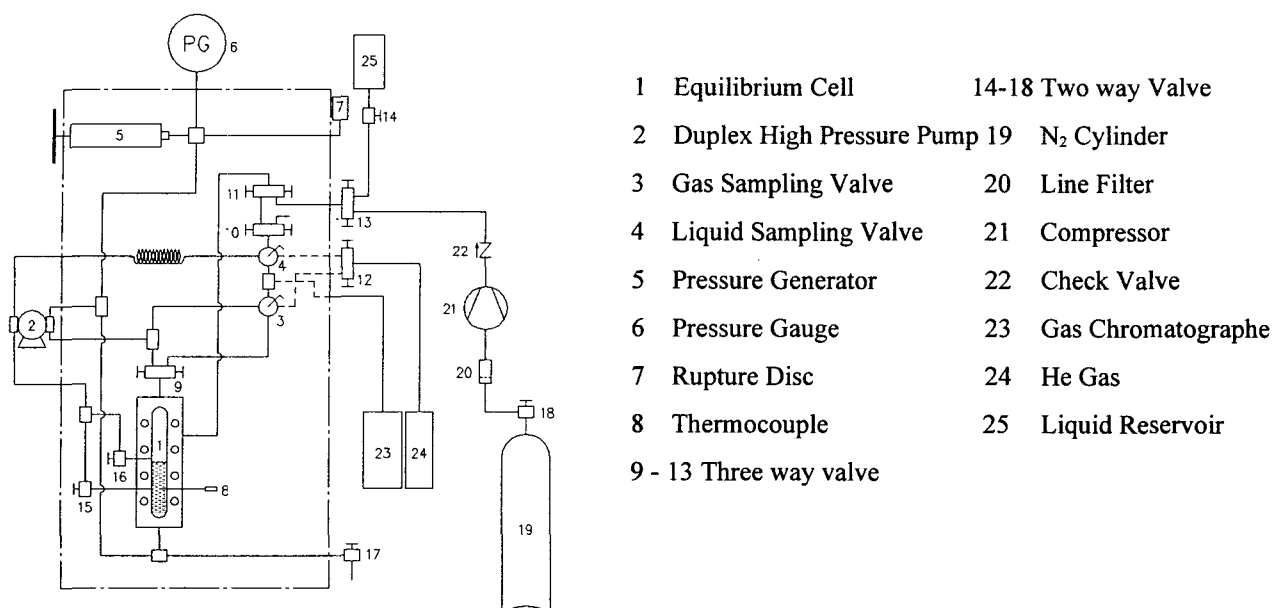 PG
6
25
7
14
5
11
13
10
22
4
12
3
21
2
9
20
18
1
23
24
16
8
15
19
17
1 Equilibrium Cell 14-18 Two way Valve
2 Duplex High Pressure Pump 19 N₂ Cylinder
3 Gas Sampling Valve 20 Line Filter
4 Liquid Sampling Valve 21 Compressor
5 Pressure Generator 22 Check Valve
6 Pressure Gauge 23 Gas Chromatographe
7 Rupture Disc 24 He Gas
8 Thermocouple 25 Liquid Reservoir
9 - 13 Three way valve